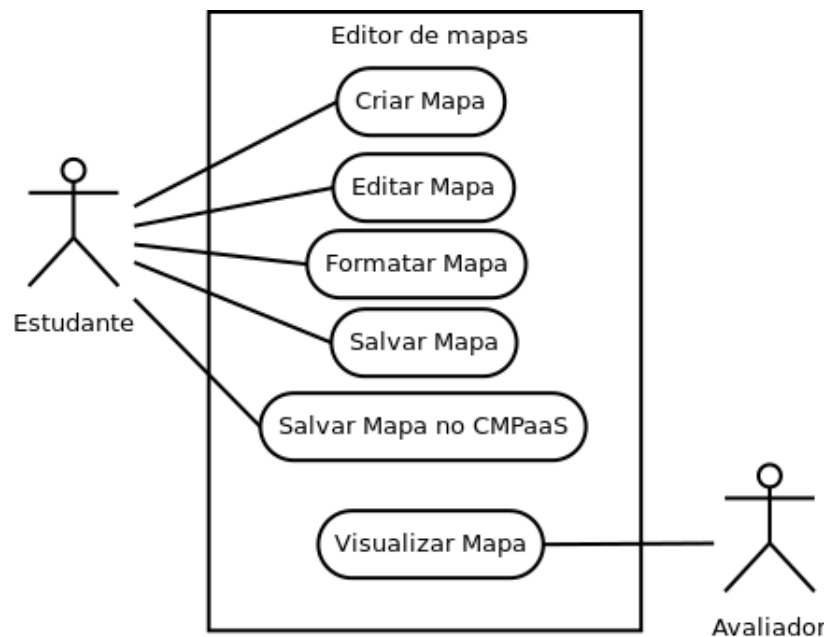 Editor de mapas
Criar Mapa
Editar Mapa
Formatar Mapa
Estudante
Salvar Mapa
Salvar Mapa no CMPaaS
Visualizar Mapa
Avaliador